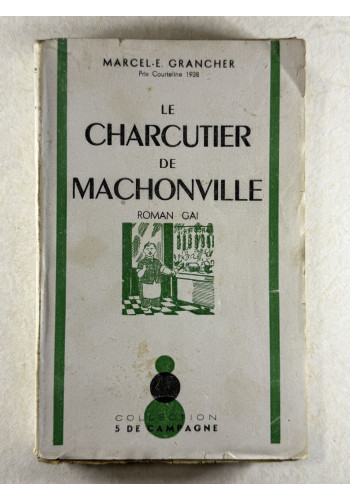 MARCEL-E. GRANCHER
Prix Courteline 1938
LE
CHARCUTIER
DE
MACHONVILLE
ROMAN GAI
COLLECTION
5 DE CAMPAGNE